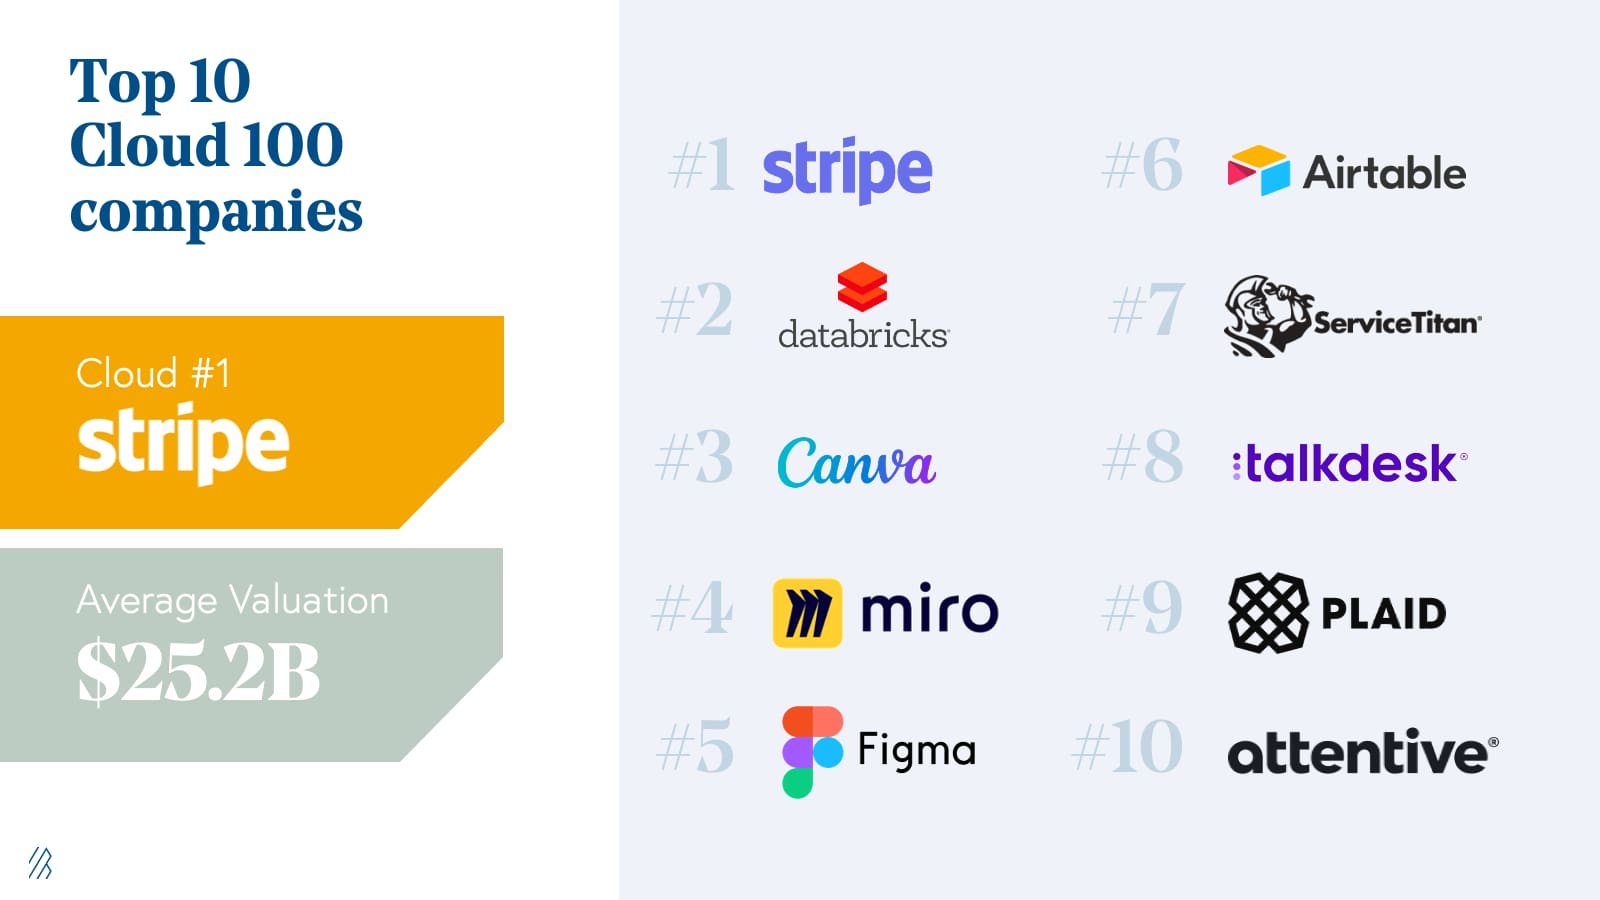 Top 10
Cloud 100
companies
Cloud #1
stripe
Average Valuation
$25.2B
#1 stripe
#2 databricks
#3 Canva
#4 miro
#5 Figma
#6 Airtable
#7 ServiceTitan®
#8 :talkdesk®
#9 PLAID
#10 attentive®